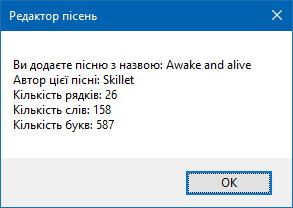 Редактор пісень
Ви додаєте пісню з назвою: Awake and alive
Автор цієї пісні: Skillet
Кількість рядків: 26
Кількість слів: 158
Кількість букв: 587
OK